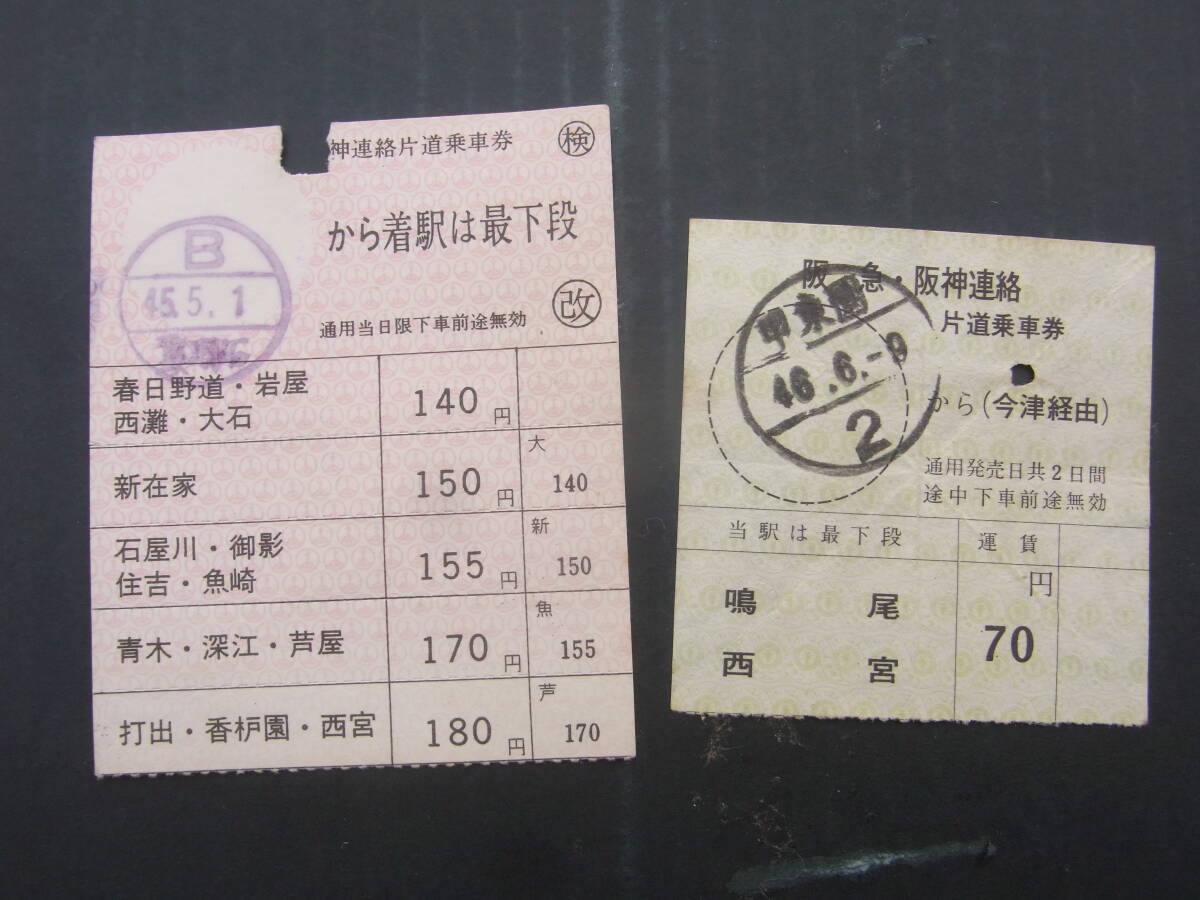 神連絡片道乗車券 検
から着駅は最下段
B
45.5.1
改
通用当日限下車前途無効
春日野道・岩屋
西灘・大石
140円
新在家
150円
大
140
石屋川・御影
住吉・魚崎
155円
新
150
青木・深江・芦屋
170円
魚
155
打出・香枦園・西宮
180円
芦
170
阪急・阪神連絡
片道乗車券
甲東園
46.6.-9
2
から(今津経由)
通用発売日共2日間
途中下車前途無効
当駅は最下段
運賃
円
鳴尾
西宮
70